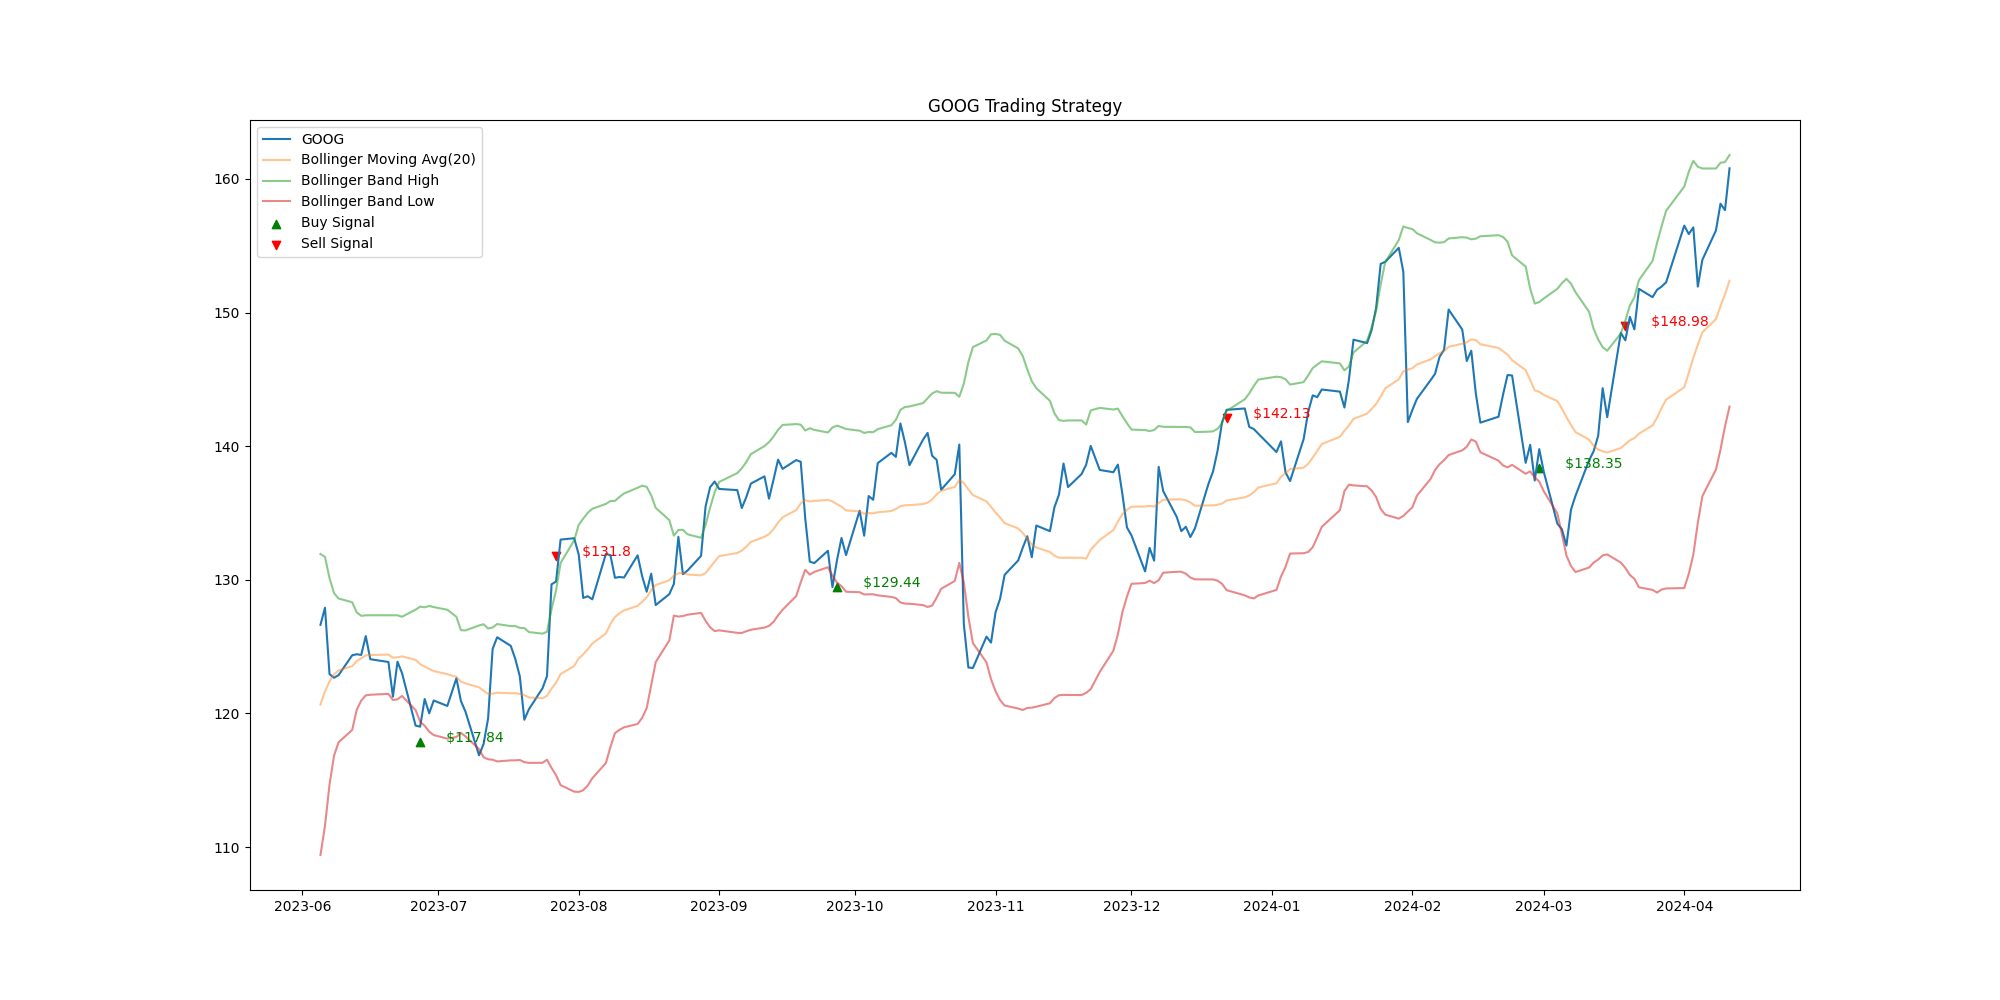 GOOG Trading Strategy
GOOG
Bollinger Moving Avg(20)
Bollinger Band High
Bollinger Band Low
Buy Signal
Sell Signal
160
150
140
130
120
110
$117.84
$131.8
$129.44
$142.13
$138.35
$148.98
2023-06 2023-07 2023-08 2023-09 2023-10 2023-11 2023-12 2024-01 2024-02 2024-03 2024-04